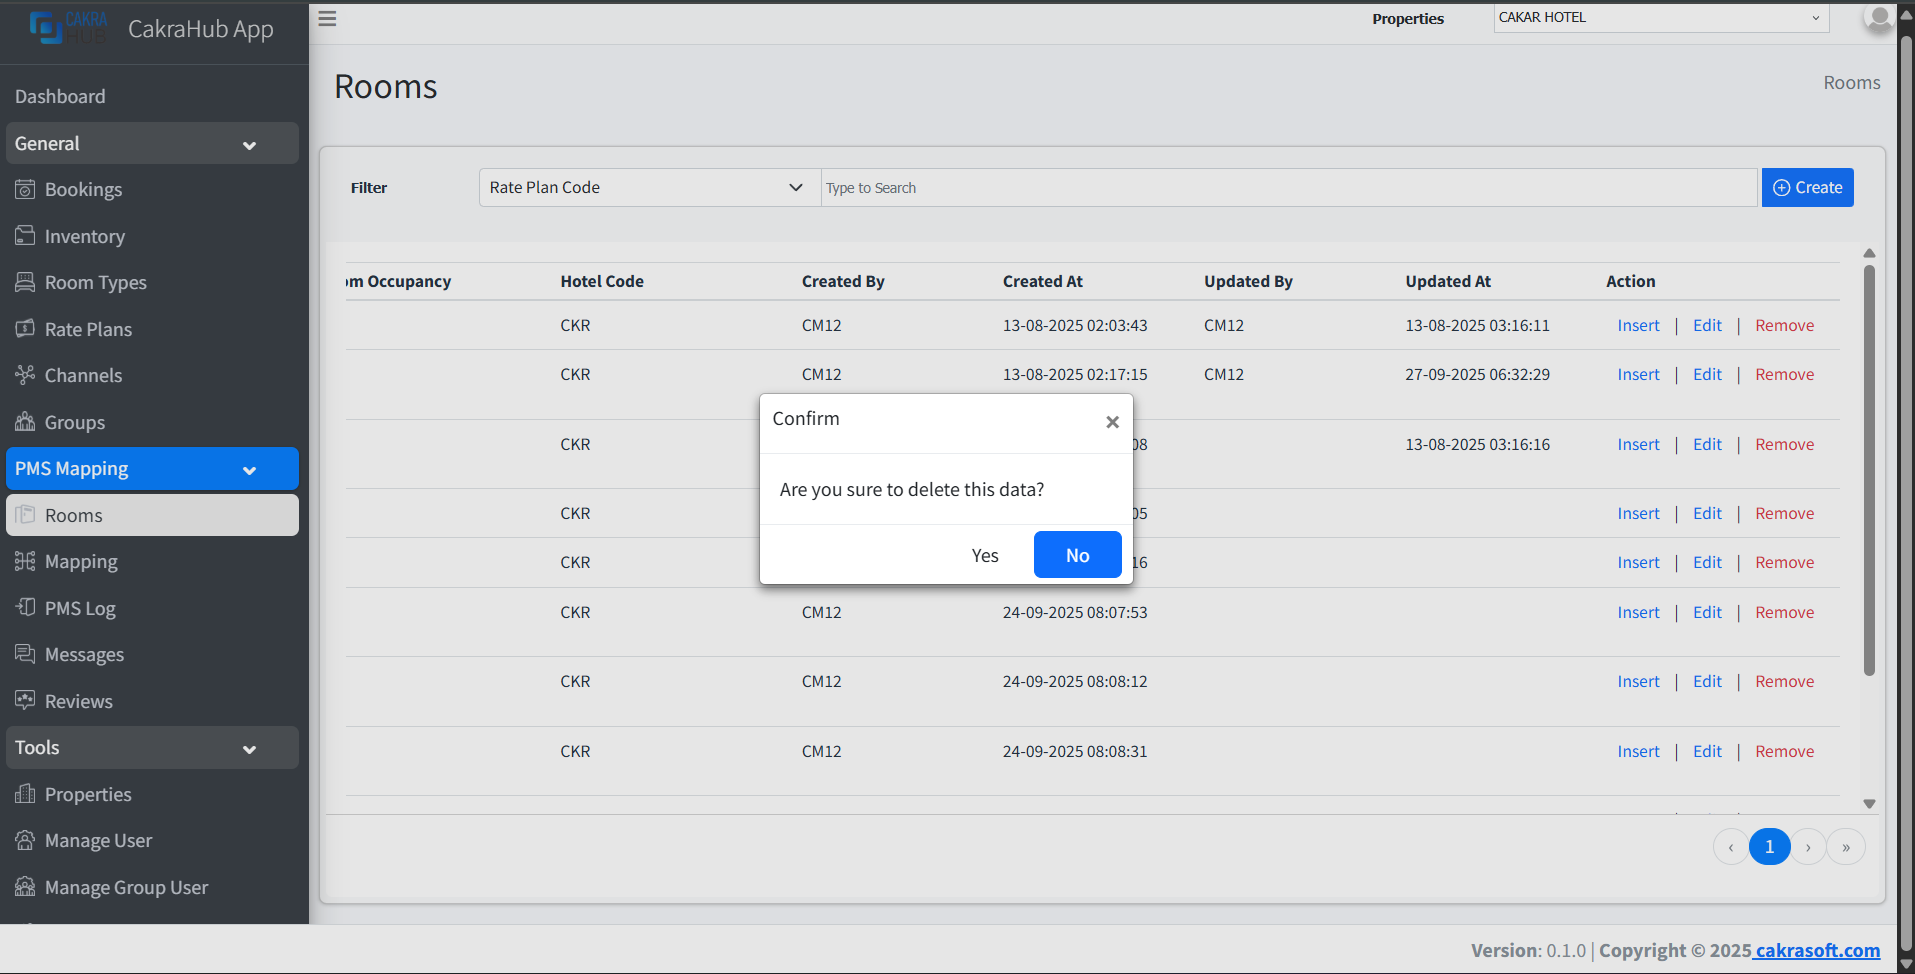 CAKRA HUB CakraHub App
Properties CAKAR HOTEL
Dashboard
General
Bookings
Inventory
Room Types
Rate Plans
Channels
Groups
PMS Mapping
Rooms
Mapping
PMS Log
Messages
Reviews
Tools
Properties
Manage User
Manage Group User
Rooms
Rooms
Filter Rate Plan Code Type to Search Create
m Occupancy Hotel Code Created By Created At Updated By Updated At Action
CKR CM12 13-08-2025 02:03:43 CM12 13-08-2025 03:16:11 Insert | Edit | Remove
CKR CM12 13-08-2025 02:17:15 CM12 27-09-2025 06:32:29 Insert | Edit | Remove
CKR 08 13-08-2025 03:16:16 Insert | Edit | Remove
CKR 05 Insert | Edit | Remove
CKR 16 Insert | Edit | Remove
CKR CM12 24-09-2025 08:07:53 Insert | Edit | Remove
CKR CM12 24-09-2025 08:08:12 Insert | Edit | Remove
CKR CM12 24-09-2025 08:08:31 Insert | Edit | Remove
Confirm ×
Are you sure to delete this data?
Yes No
‹ 1 › »
Version: 0.1.0 | Copyright © 2025 cakrasoft.com